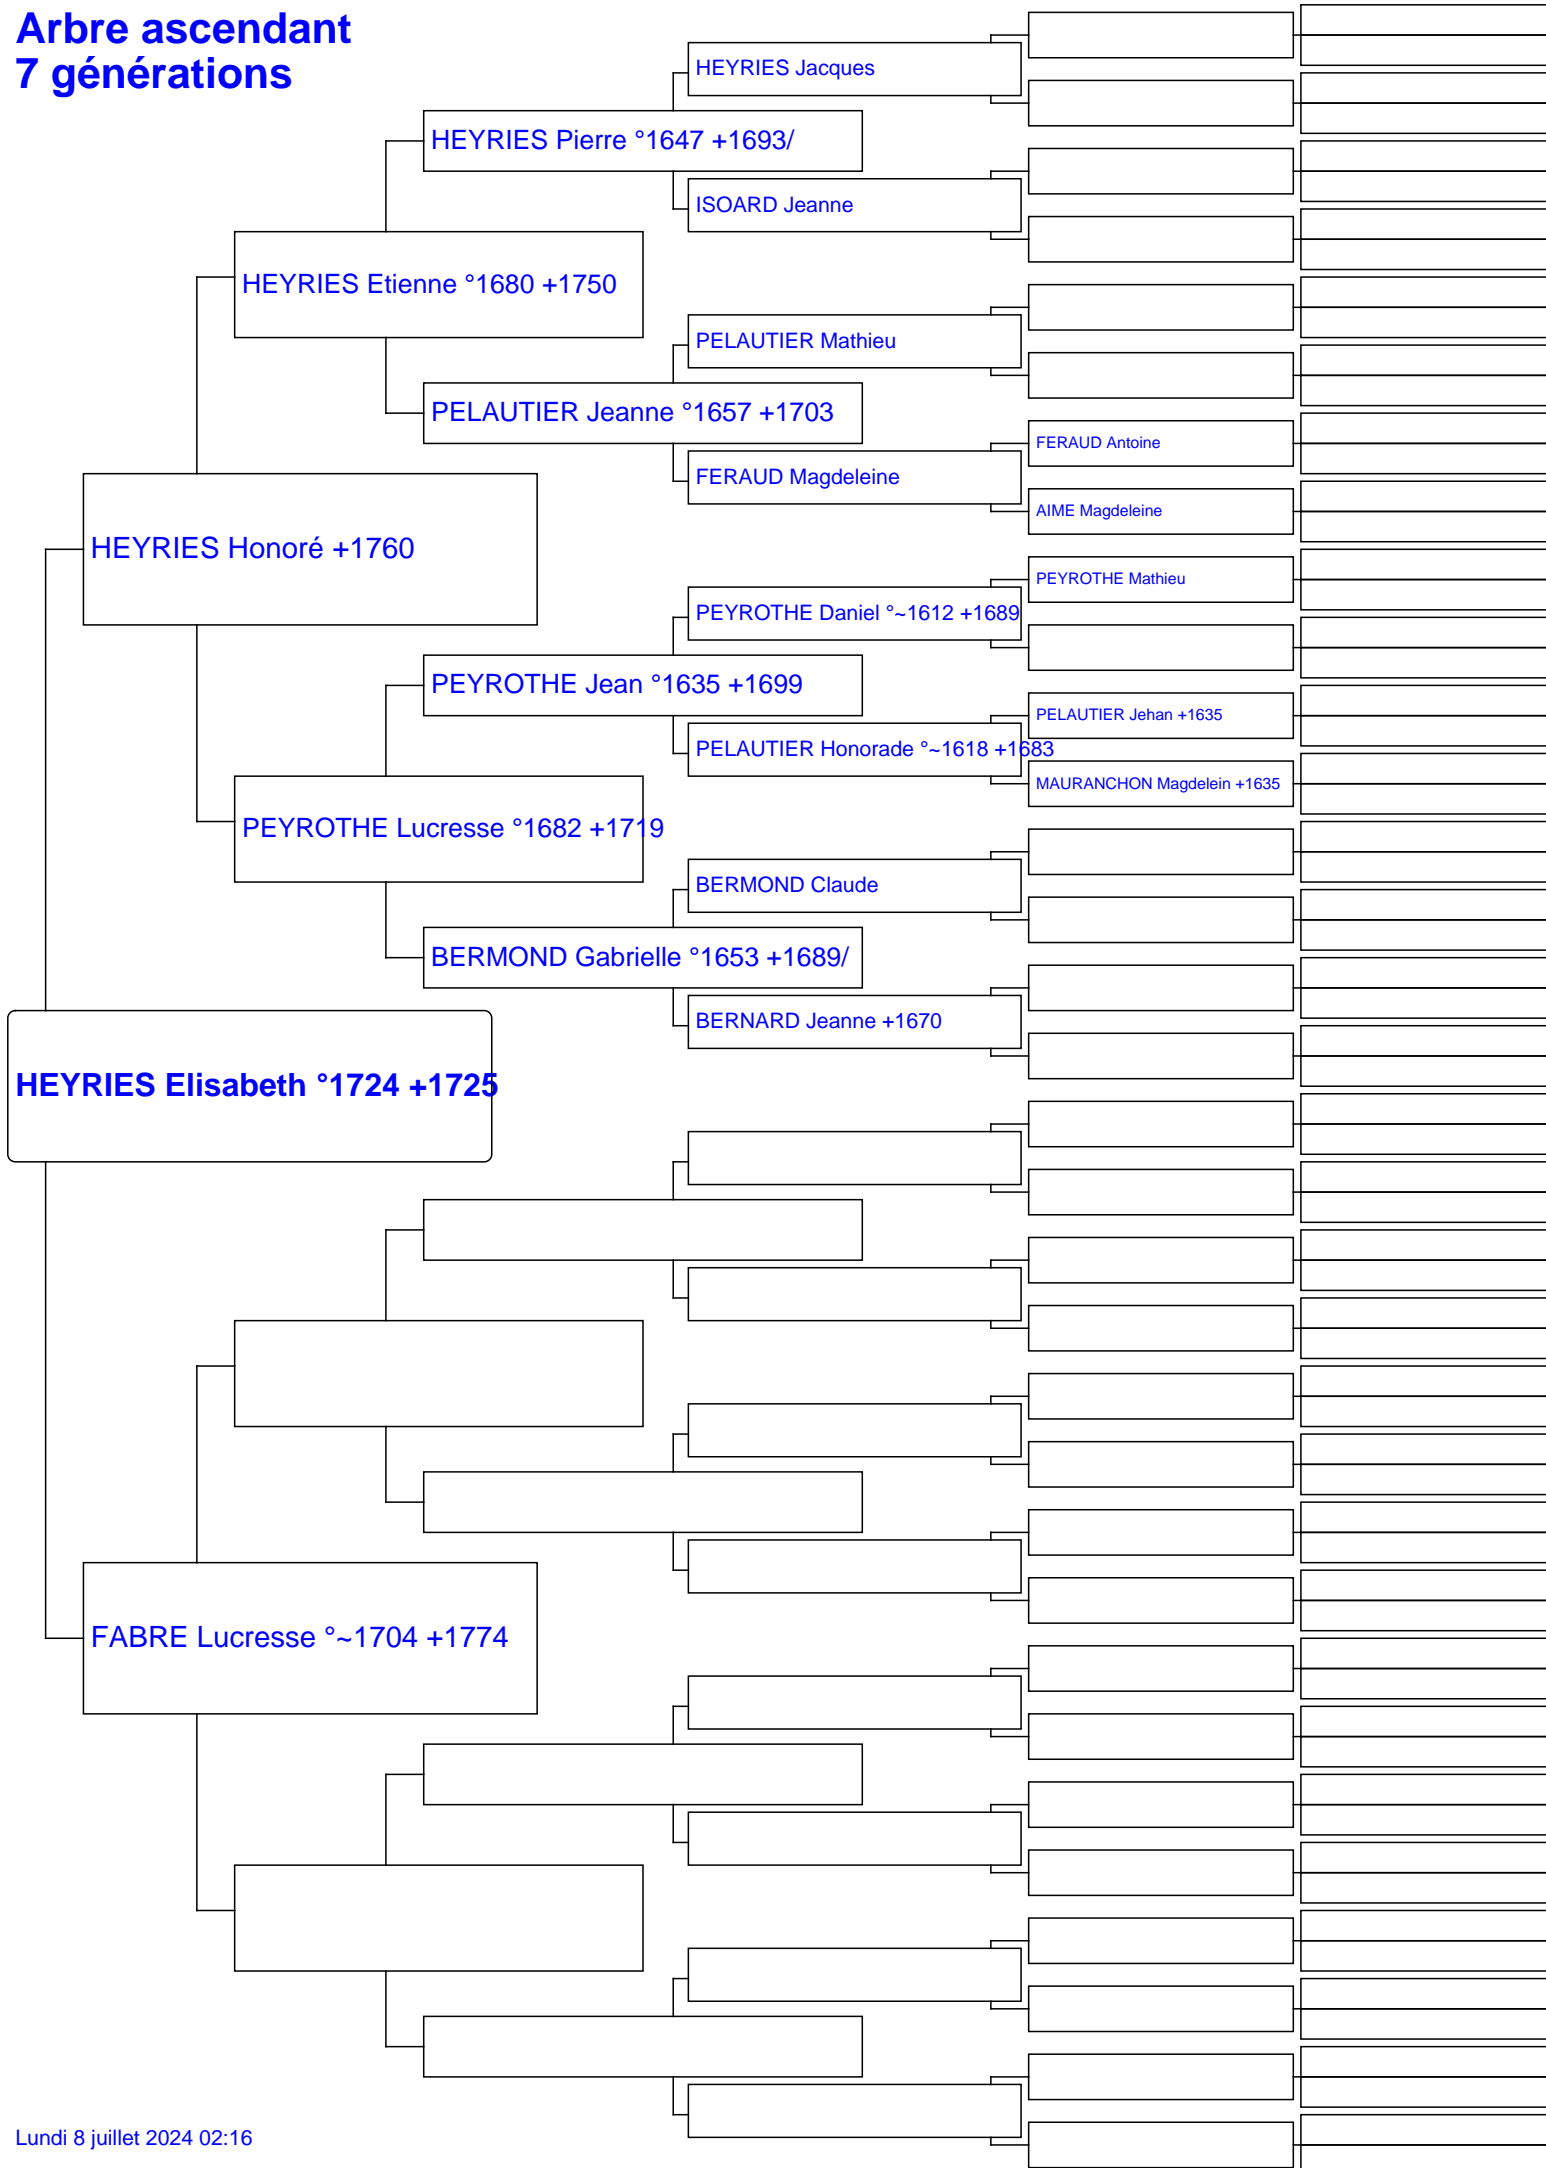 Arbre ascendant
7 générations
HEYRIES Jacques
HEYRIES Pierre °1647 +1693/
ISOARD Jeanne
HEYRIES Etienne °1680 +1750
PELAUTIER Mathieu
PELAUTIER Jeanne °1657 +1703
FERAUD Antoine
FERAUD Magdeleine
AIME Magdeleine
HEYRIES Honoré +1760
PEYROTHE Mathieu
PEYROTHE Daniel °~1612 +1689
PEYROTHE Jean °1635 +1699
PELAUTIER Jehan +1635
PELAUTIER Honorade °~1618 +1683
MAURANCHON Magdelein +1635
PEYROTHE Lucresse °1682 +1719
BERMOND Claude
BERMOND Gabrielle °1653 +1689/
BERNARD Jeanne +1670
HEYRIES Elisabeth °1724 +1725
FABRE Lucresse °~1704 +1774
Lundi 8 juillet 2024 02:16